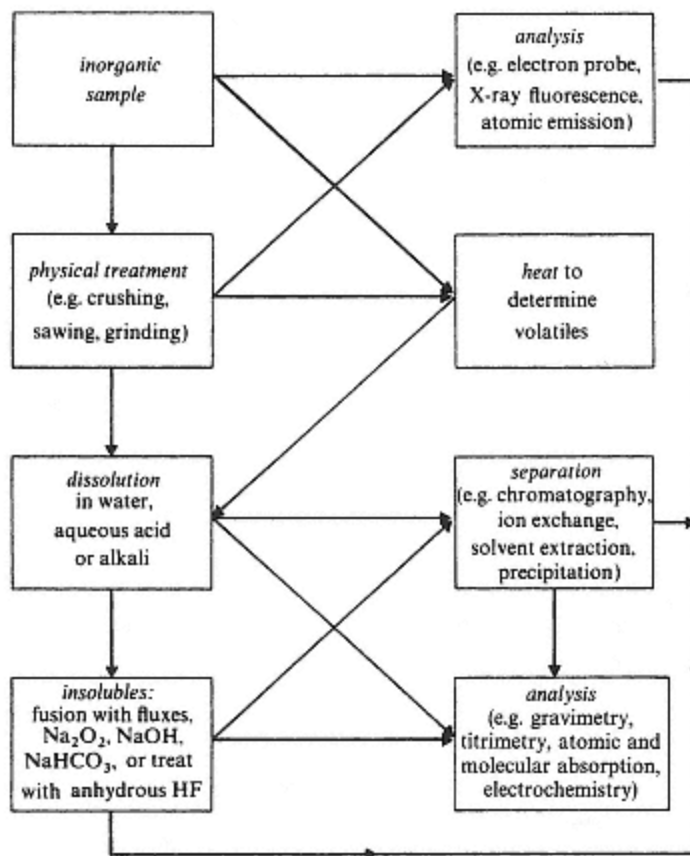 inorganic
sample
analysis
(e.g. electron probe,
X-ray fluorescence,
atomic emission)
physical treatment
(e.g. crushing,
sawing, grinding)
heat to
determine
volatiles
dissolution
in water,
aqueous acid
or alkali
separation
(e.g. chromatography,
ion exchange,
solvent extraction,
precipitation)
insolubles:
fusion with fluxes,
Na₂O₂, NaOH,
NaHCO₃, or treat
with anhydrous HF
analysis
(e.g. gravimetry,
titrimetry, atomic and
molecular absorption,
electrochemistry)